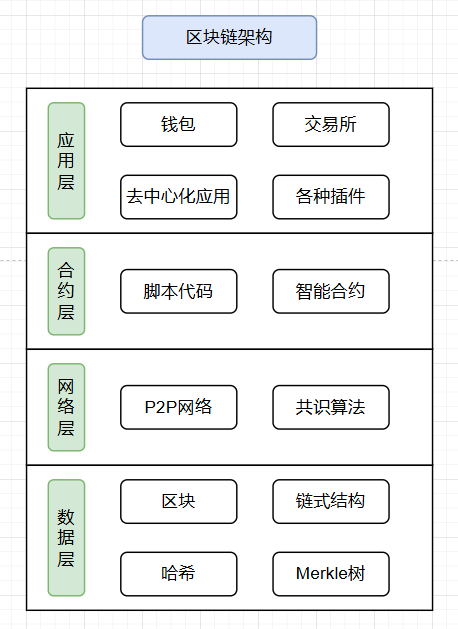 区块链架构
应用层
钱包
交易所
去中心化应用
各种插件
合约层
脚本代码
智能合约
网络层
P2P网络
共识算法
数据层
区块
链式结构
哈希
Merkle树